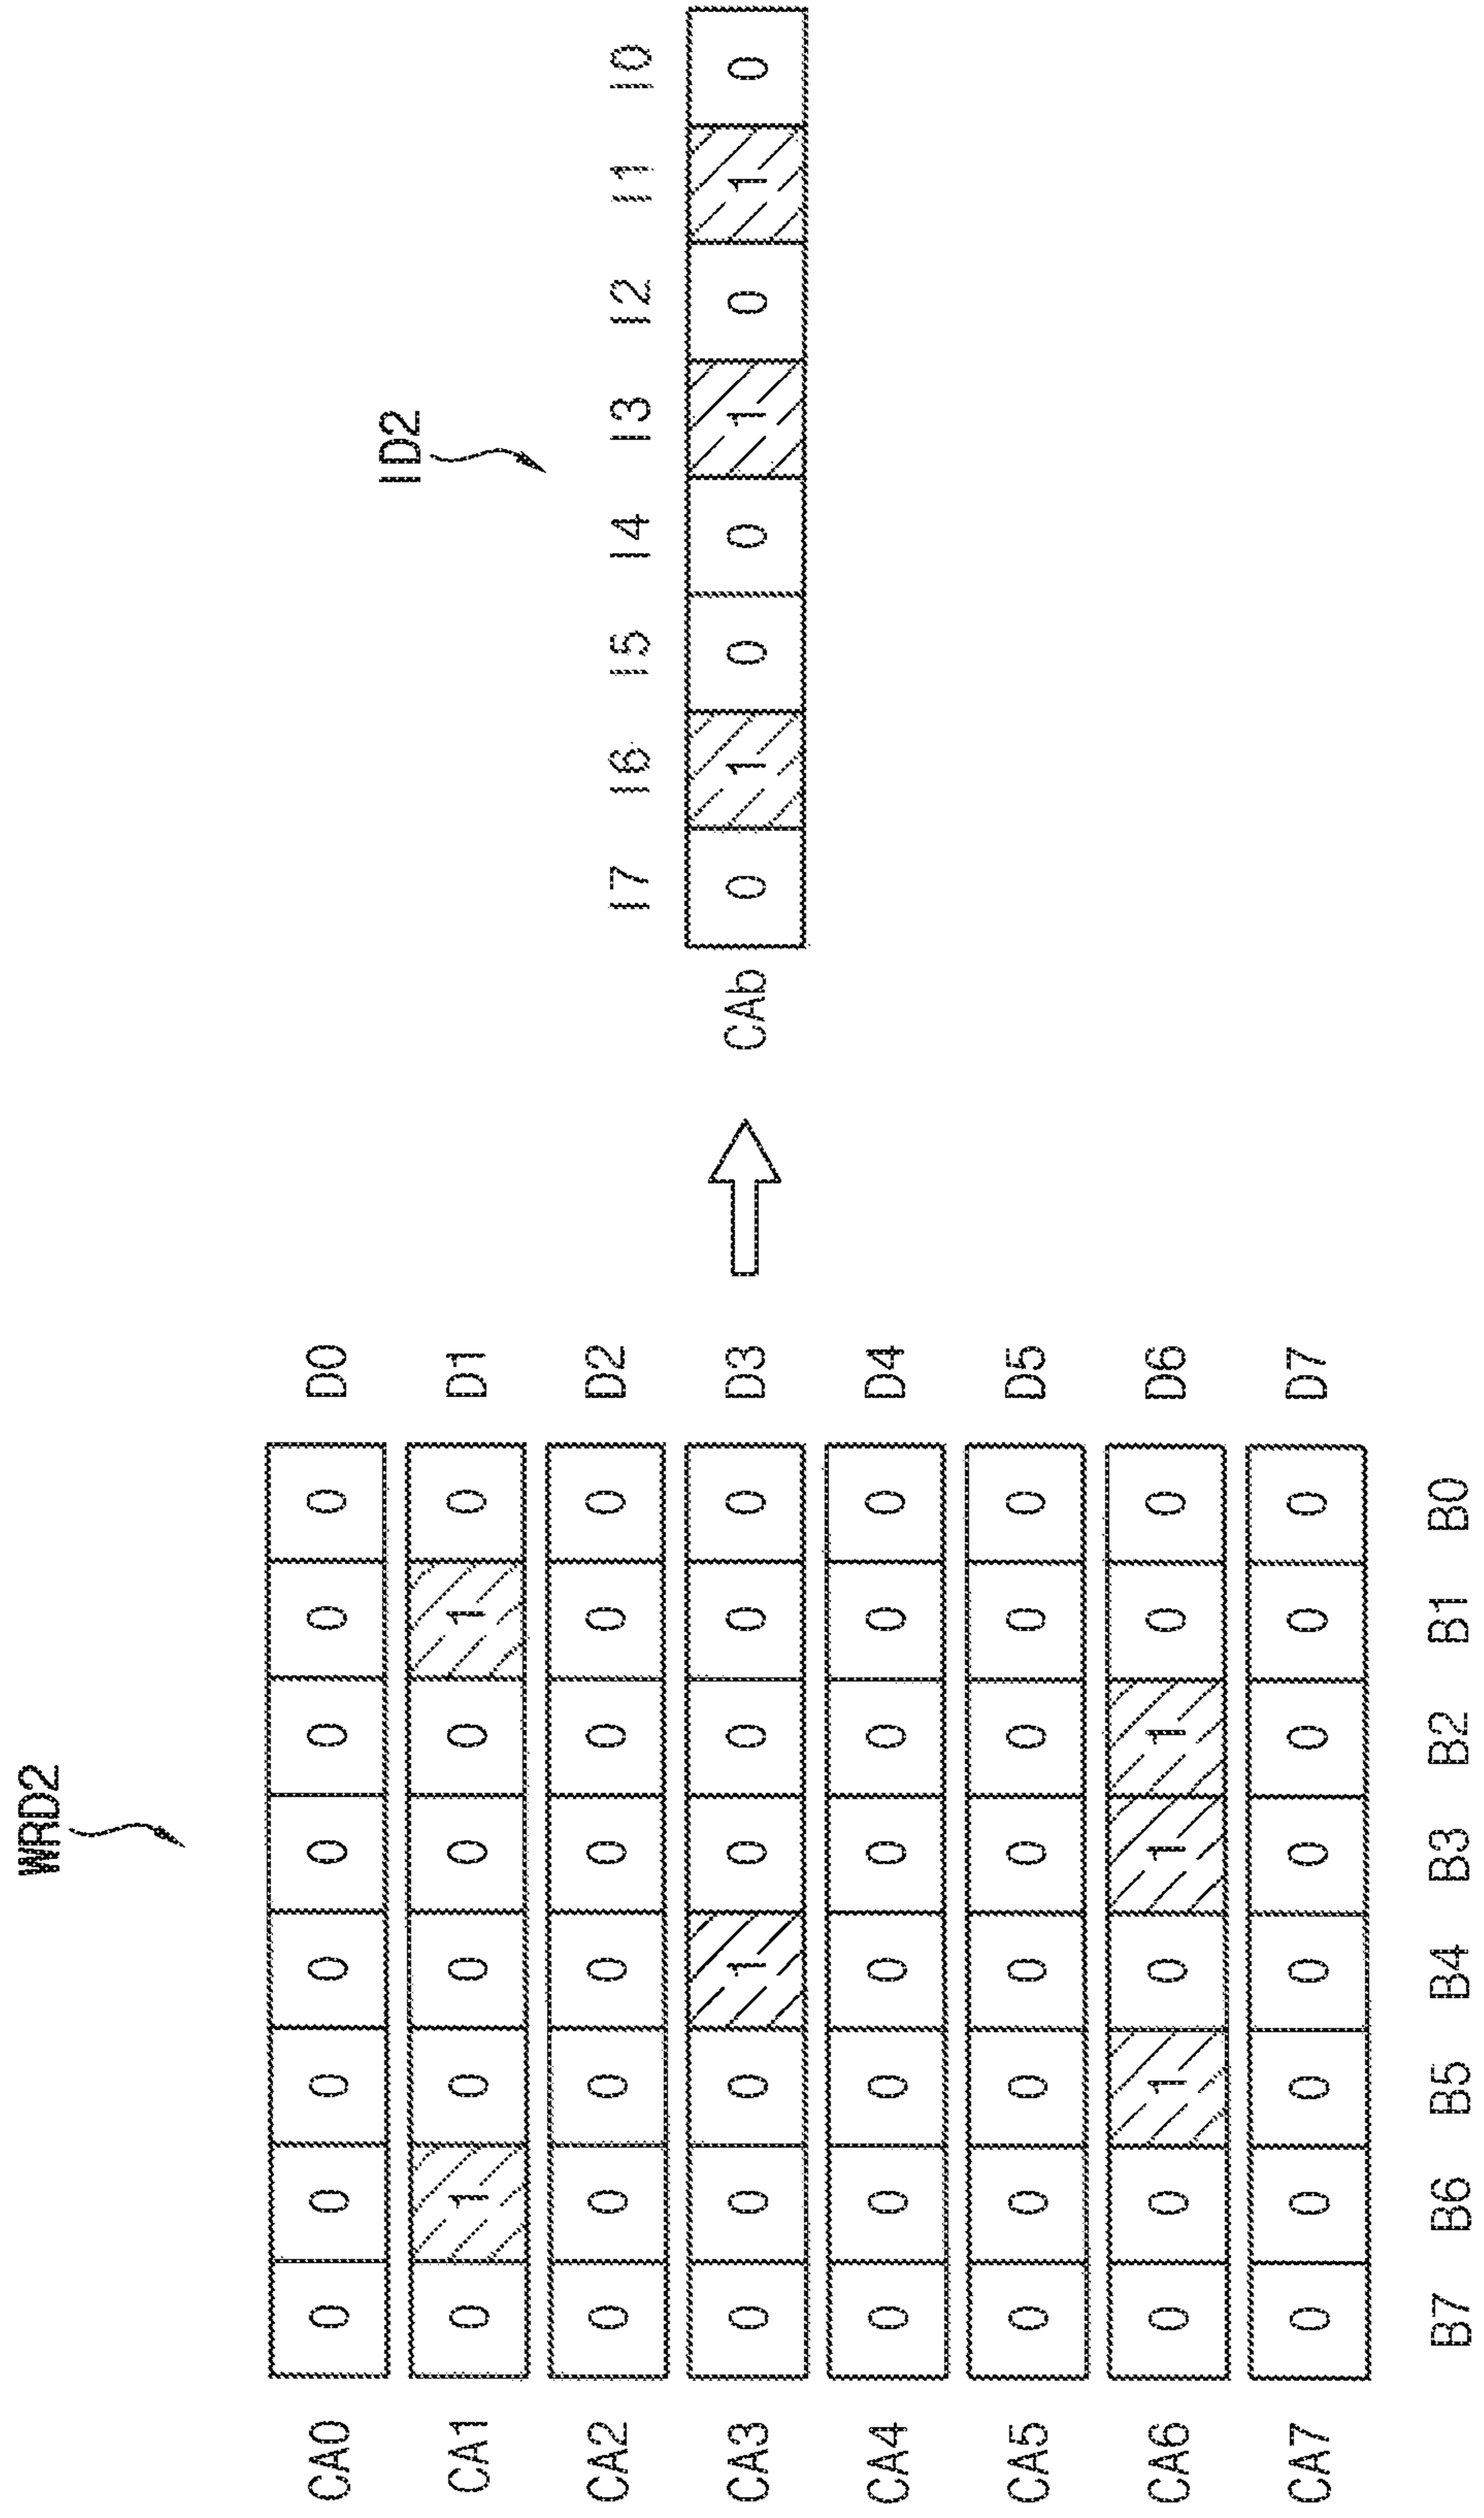 WRD2
CA0 0 0 0 0 0 0 0 0 D0
CA1 0 1 0 0 0 0 1 0 D1
CA2 0 0 0 0 0 0 0 0 D2
CA3 0 0 0 1 0 0 0 0 D3
CA4 0 0 0 0 0 0 0 0 D4
CA5 0 0 0 0 0 0 0 0 D5
CA6 0 0 1 0 1 1 0 0 D6
CA7 0 0 0 0 0 0 0 0 D7
B7 B6 B5 B4 B3 B2 B1 B0
ID2
I7 I6 I5 I4 I3 I2 I1 I0
CAb 0 1 0 0 1 0 1 0